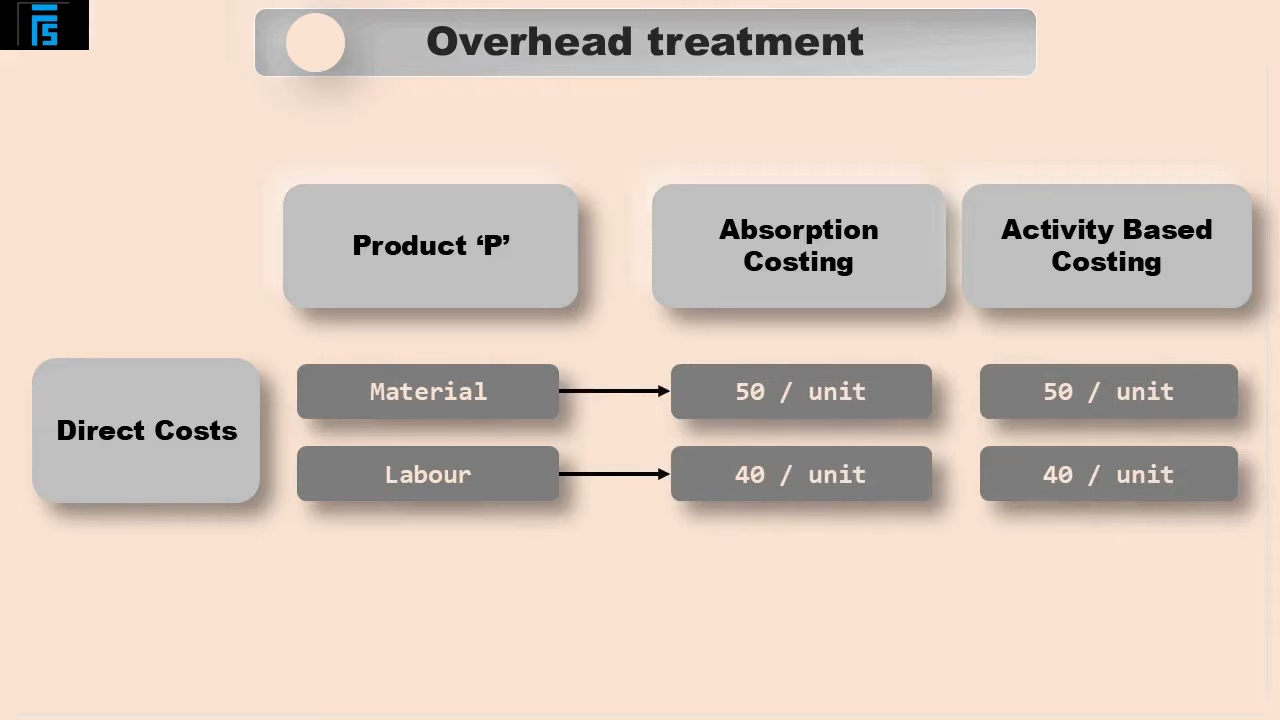 Overhead treatment
Product ‘P’
Absorption
Costing
Activity Based
Costing
Direct Costs
Material
50 / unit
50 / unit
Labour
40 / unit
40 / unit